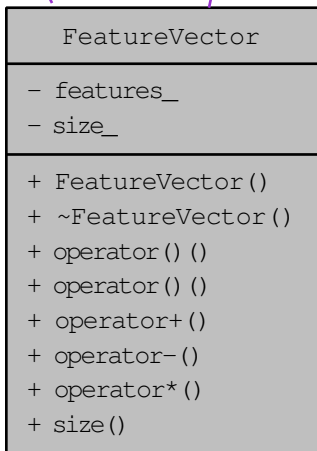 FeatureVector
- features_
- size_
+ FeatureVector()
+ ~FeatureVector()
+ operator()()
+ operator()()
+ operator+()
+ operator-()
+ operator*()
+ size()